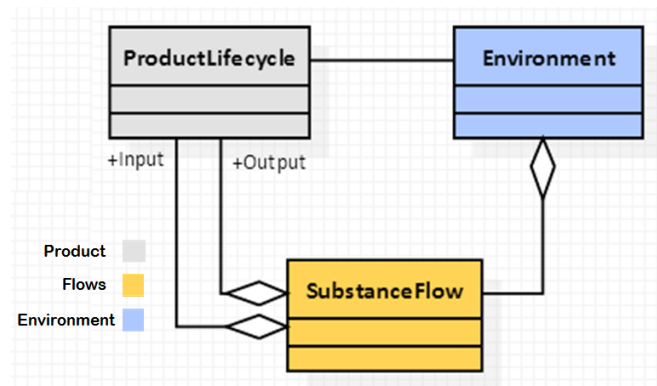 ProductLifecycle
Environment
+Input
+Output
Product
Flows
Environment
SubstanceFlow